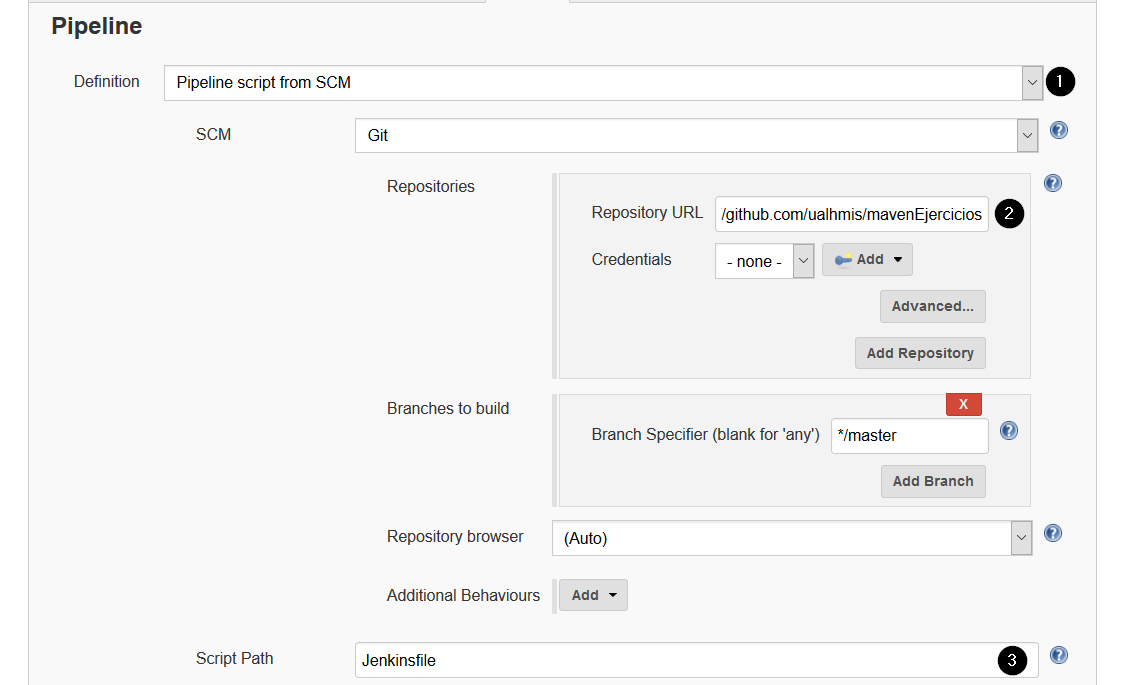 Pipeline
Definition
Pipeline script from SCM
1
SCM
Git
?
Repositories
?
Repository URL
/github.com/ualhmis/mavenEjercicios
2
Credentials
- none -
Add
Advanced...
Add Repository
Branches to build
X
Branch Specifier (blank for 'any')
*/master
?
Add Branch
Repository browser
(Auto)
?
Additional Behaviours
Add
Script Path
Jenkinsfile
3
?